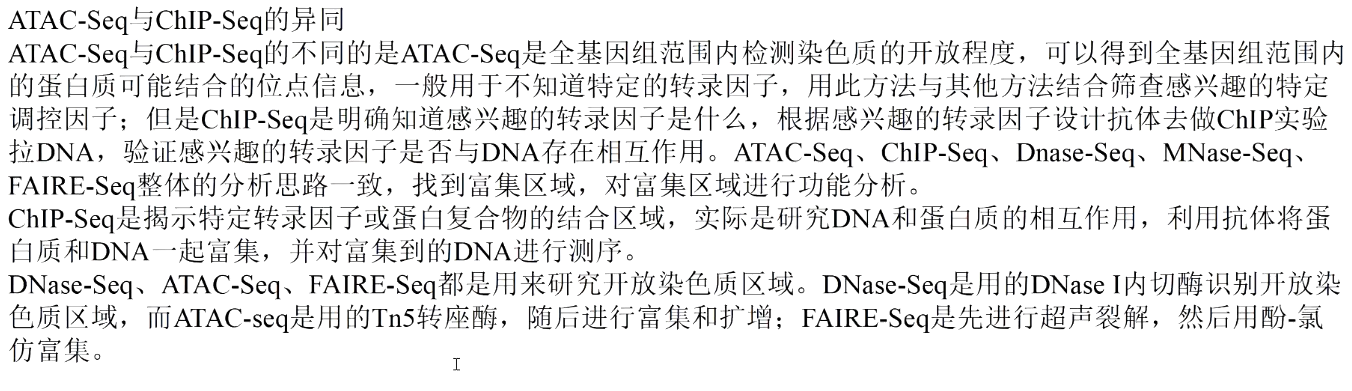 ATAC-Seq与ChIP-Seq的异同
ATAC-Seq与ChIP-Seq的不同的是ATAC-Seq是全基因组范围内检测染色质的开放程度，可以得到全基因组范围内
的蛋白质可能结合的位点信息，一般用于不知道特定的转录因子，用此方法与其他方法结合筛查感兴趣的特定
调控因子；但是ChIP-Seq是明确知道感兴趣的转录因子是什么，根据感兴趣的转录因子设计抗体去做ChIP实验
拉DNA，验证感兴趣的转录因子是否与DNA存在相互作用。ATAC-Seq、ChIP-Seq、Dnase-Seq、MNase-Seq、
FAIRE-Seq整体的分析思路一致，找到富集区域，对富集区域进行功能分析。
ChIP-Seq是揭示特定转录因子或蛋白复合物的结合区域，实际是研究DNA和蛋白质的相互作用，利用抗体将蛋
白质和DNA一起富集，并对富集到的DNA进行测序。
DNase-Seq、ATAC-Seq、FAIRE-Seq都是用来研究开放染色质区域。DNase-Seq是用的DNase I内切酶识别开放染
色质区域，而ATAC-seq是用的Tn5转座酶，随后进行富集和扩增；FAIRE-Seq是先进行超声裂解，然后用酚-氯
仿富集。